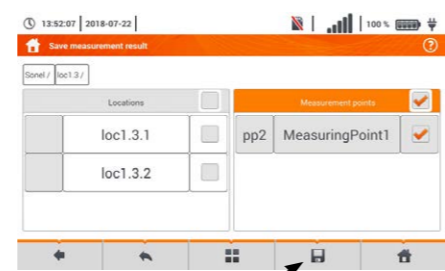 13:52:07 2018-07-22 100 %
Save measurement result
Sonel / loc1.3 /
Locations Measurement points
loc1.3.1 pp2 MeasuringPoint1
loc1.3.2